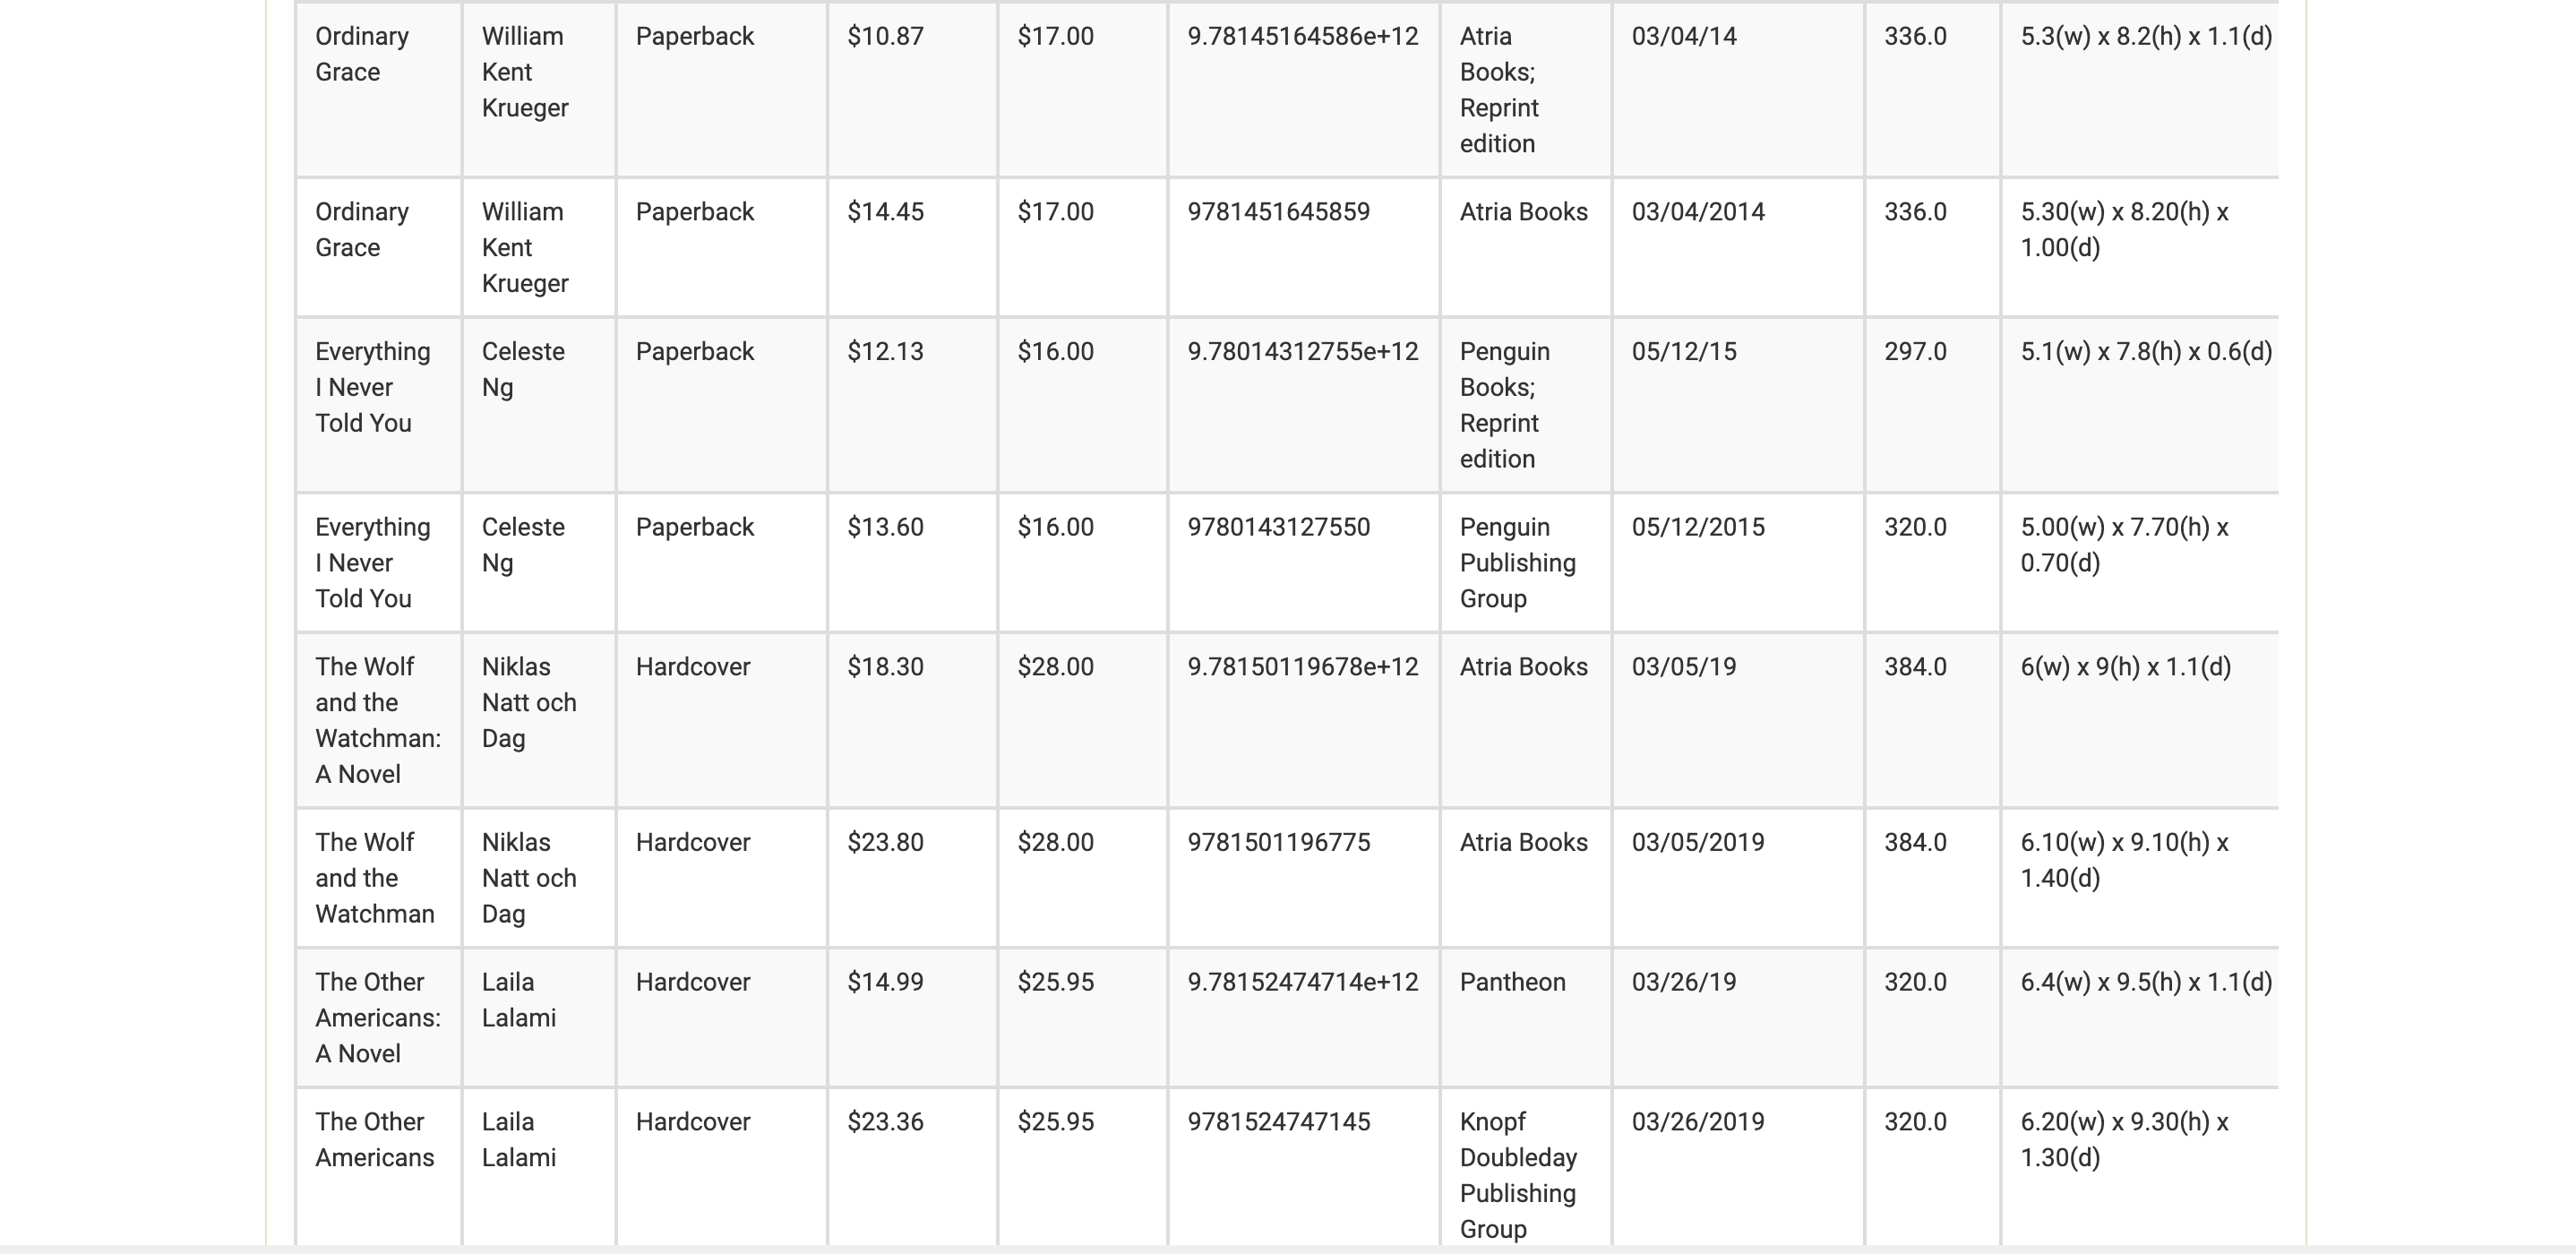 Ordinary
Grace
William
Kent
Krueger
Paperback
$10.87
$17.00
9.78145164586e+12
Atria
Books;
Reprint
edition
03/04/14
336.0
5.3(w) x 8.2(h) x 1.1(d)
Ordinary
Grace
William
Kent
Krueger
Paperback
$14.45
$17.00
9781451645859
Atria Books
03/04/2014
336.0
5.30(w) x 8.20(h) x
1.00(d)
Everything
I Never
Told You
Celeste
Ng
Paperback
$12.13
$16.00
9.78014312755e+12
Penguin
Books;
Reprint
edition
05/12/15
297.0
5.1(w) x 7.8(h) x 0.6(d)
Everything
I Never
Told You
Celeste
Ng
Paperback
$13.60
$16.00
9780143127550
Penguin
Publishing
Group
05/12/2015
320.0
5.00(w) x 7.70(h) x
0.70(d)
The Wolf
and the
Watchman:
A Novel
Niklas
Natt och
Dag
Hardcover
$18.30
$28.00
9.78150119678e+12
Atria Books
03/05/19
384.0
6(w) x 9(h) x 1.1(d)
The Wolf
and the
Watchman
Niklas
Natt och
Dag
Hardcover
$23.80
$28.00
9781501196775
Atria Books
03/05/2019
384.0
6.10(w) x 9.10(h) x
1.40(d)
The Other
Americans:
A Novel
Laila
Lalami
Hardcover
$14.99
$25.95
9.78152474714e+12
Pantheon
03/26/19
320.0
6.4(w) x 9.5(h) x 1.1(d)
The Other
Americans
Laila
Lalami
Hardcover
$23.36
$25.95
9781524747145
Knopf
Doubleday
Publishing
Group
03/26/2019
320.0
6.20(w) x 9.30(h) x
1.30(d)